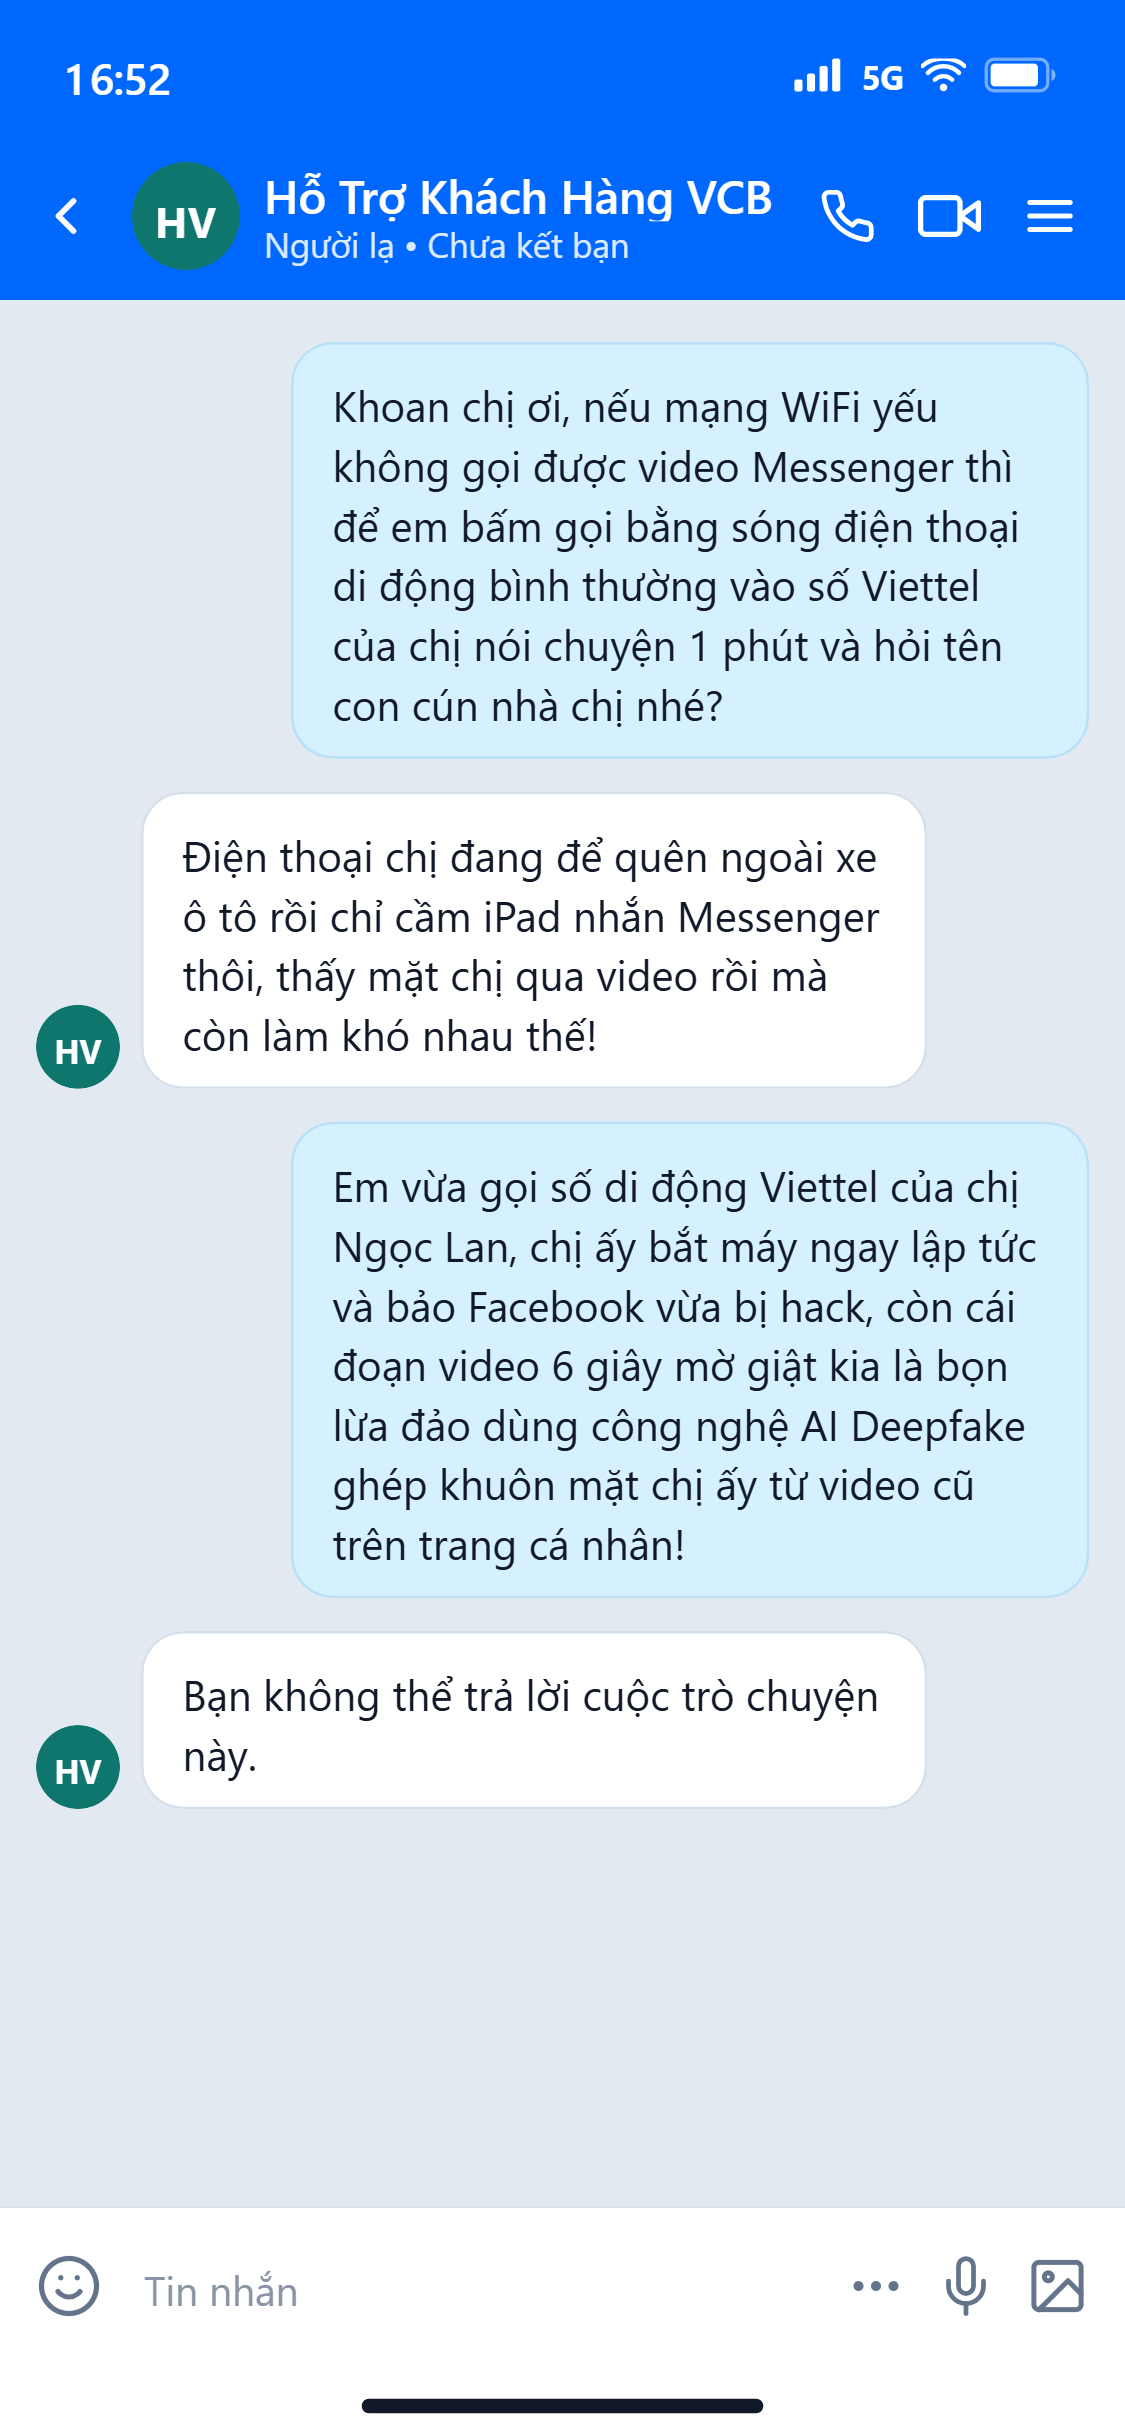 16:52
5G
HV
Hỗ Trợ Khách Hàng VCB
Người lạ • Chưa kết bạn
Khoan chị ơi, nếu mạng WiFi yếu
không gọi được video Messenger thì
để em bấm gọi bằng sóng điện thoại
di động bình thường vào số Viettel
của chị nói chuyện 1 phút và hỏi tên
con cún nhà chị nhé?
Điện thoại chị đang để quên ngoài xe
ô tô rồi chỉ cầm iPad nhắn Messenger
thôi, thấy mặt chị qua video rồi mà
còn làm khó nhau thế!
HV
Em vừa gọi số di động Viettel của chị
Ngọc Lan, chị ấy bắt máy ngay lập tức
và bảo Facebook vừa bị hack, còn cái
đoạn video 6 giây mờ giật kia là bọn
lừa đảo dùng công nghệ AI Deepfake
ghép khuôn mặt chị ấy từ video cũ
trên trang cá nhân!
Bạn không thể trả lời cuộc trò chuyện
này.
HV
Tin nhắn